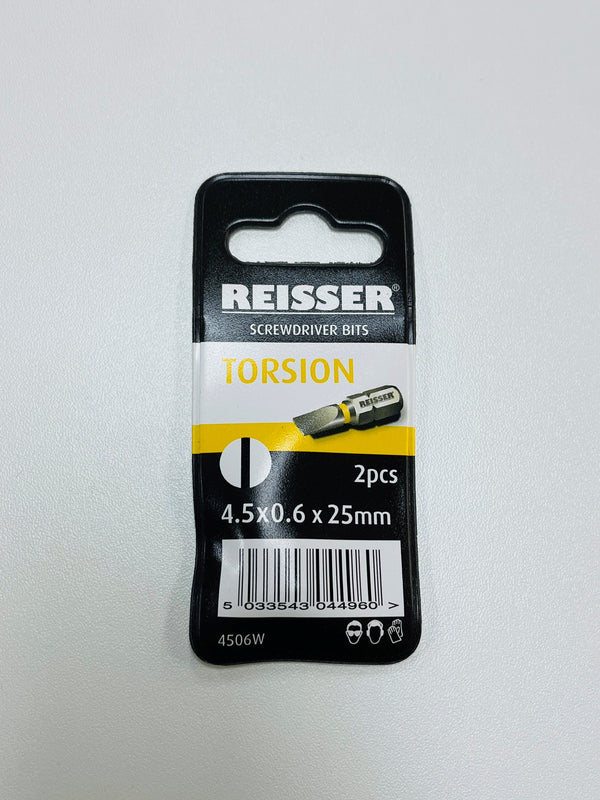 REISSER®
SCREWDRIVER BITS
TORSION
REISSER
2pcs
4.5x0.6 x 25mm
5 033543 044960 >
4506W